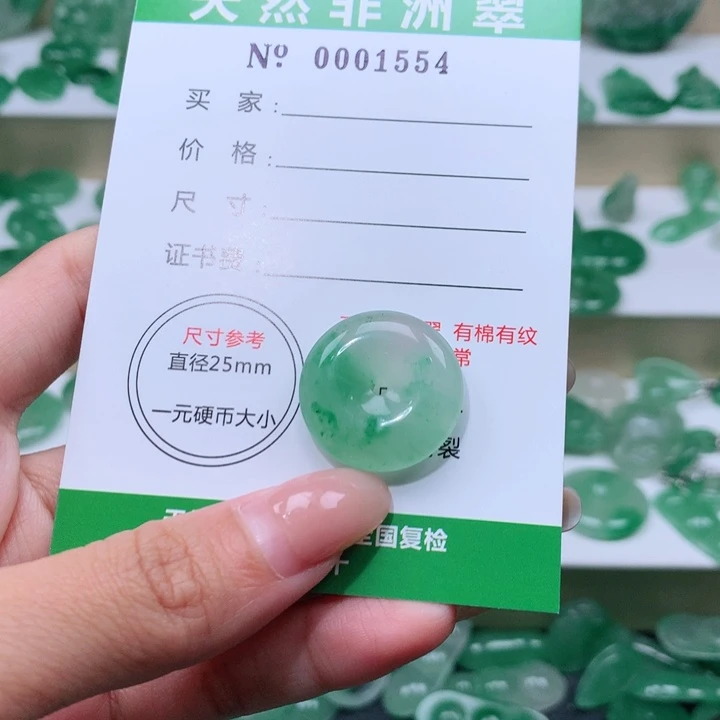 天然非洲翠
Nº 0001554
买 家：
价 格：
尺 寸：
证书费：
尺寸参考
直径25mm
一元硬币大小
翠 有棉有纹
常
裂
全国复检